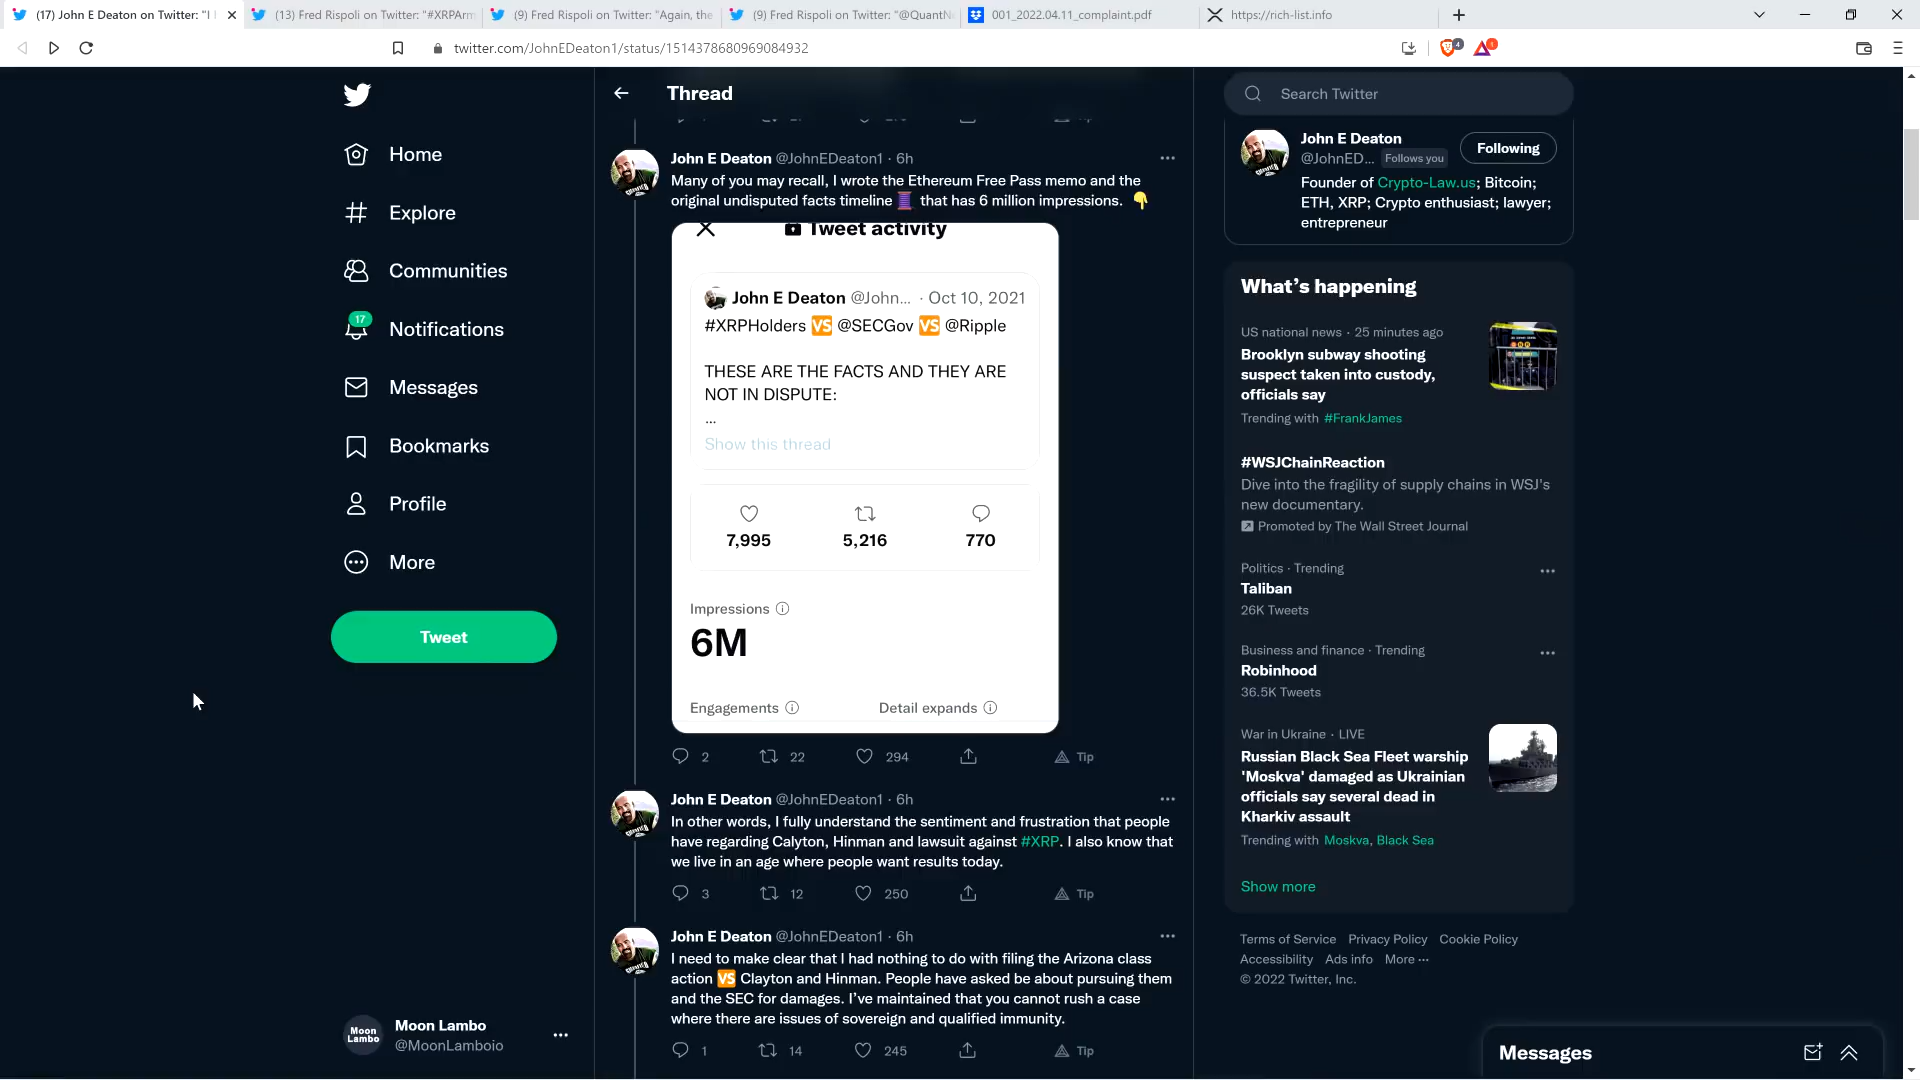 (17) John E Deaton on Twitter: "I
(13) Fred Rispoli on Twitter: "#XRPArm
(9) Fred Rispoli on Twitter: "Again, the
(9) Fred Rispoli on Twitter: "@QuantN
001_2022.04.11_complaint.pdf
https://rich-list.info
twitter.com/JohnEDeaton1/status/1514378680969084932
4
1
Home
Explore
Communities
17
Notifications
Messages
Bookmarks
Profile
More
Tweet
Moon Lambo
Moon Lambo
@MoonLamboio
Thread
John E Deaton @JohnEDeaton1 · 6h
Many of you may recall, I wrote the Ethereum Free Pass memo and the
original undisputed facts timeline 🧵 that has 6 million impressions. 👇
Tweet activity
John E Deaton @John... · Oct 10, 2021
#XRPHolders 🆚 @SECGov 🆚 @Ripple
THESE ARE THE FACTS AND THEY ARE
NOT IN DISPUTE:
...
Show this thread
7,995 5,216 770
Impressions
6M
Engagements Detail expands
2 22 294 Tip
John E Deaton @JohnEDeaton1 · 6h
In other words, I fully understand the sentiment and frustration that people
have regarding Calyton, Hinman and lawsuit against #XRP. I also know that
we live in an age where people want results today.
3 12 250 Tip
John E Deaton @JohnEDeaton1 · 6h
I need to make clear that I had nothing to do with filing the Arizona class
action 🆚 Clayton and Hinman. People have asked be about pursuing them
and the SEC for damages. I've maintained that you cannot rush a case
where there are issues of sovereign and qualified immunity.
1 14 245 Tip
Search Twitter
John E Deaton
@JohnED... Follows you
Following
Founder of Crypto-Law.us; Bitcoin;
ETH, XRP; Crypto enthusiast; lawyer;
entrepreneur
What's happening
US national news · 25 minutes ago
Brooklyn subway shooting
suspect taken into custody,
officials say
Trending with #FrankJames
#WSJChainReaction
Dive into the fragility of supply chains in WSJ's
new documentary.
Promoted by The Wall Street Journal
Politics · Trending
Taliban
26K Tweets
Business and finance · Trending
Robinhood
36.5K Tweets
War in Ukraine · LIVE
Russian Black Sea Fleet warship
'Moskva' damaged as Ukrainian
officials say several dead in
Kharkiv assault
Trending with Moskva, Black Sea
Show more
Terms of Service Privacy Policy Cookie Policy
Accessibility Ads info More ···
© 2022 Twitter, Inc.
Messages